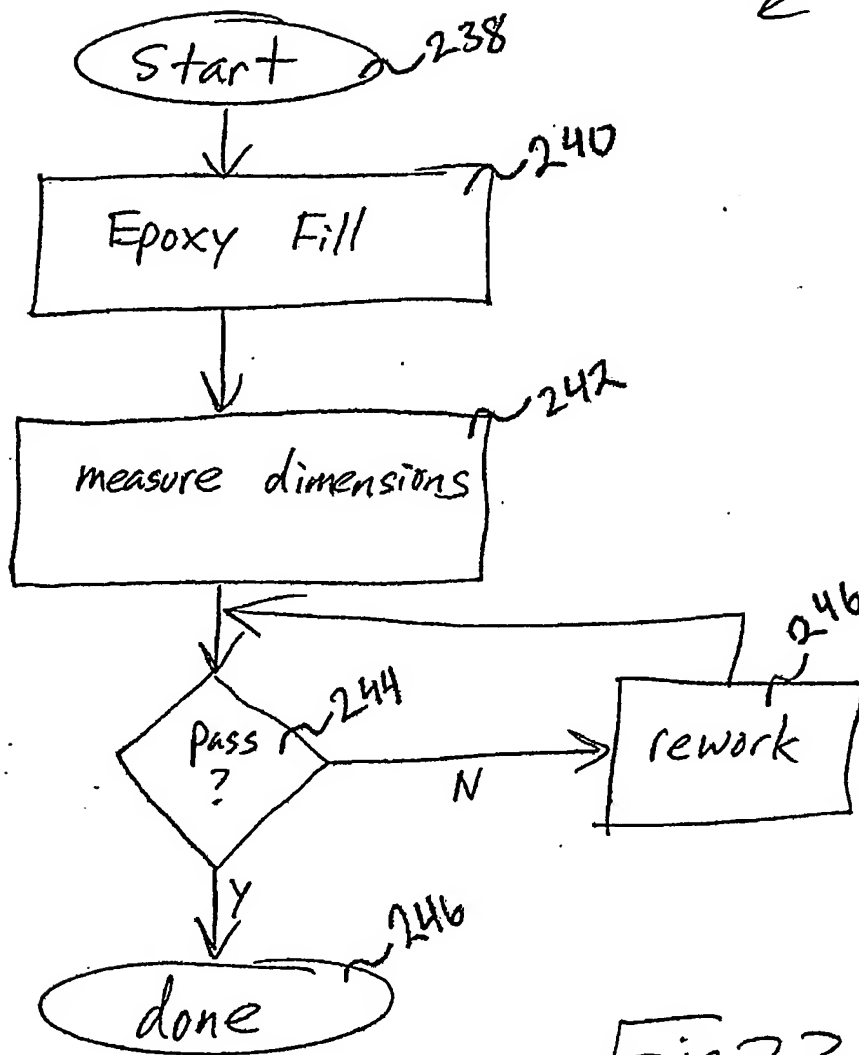 Start 238
240
Epoxy Fill
242
measure dimensions
246
pass 244
?
rework
N
Y
246
done